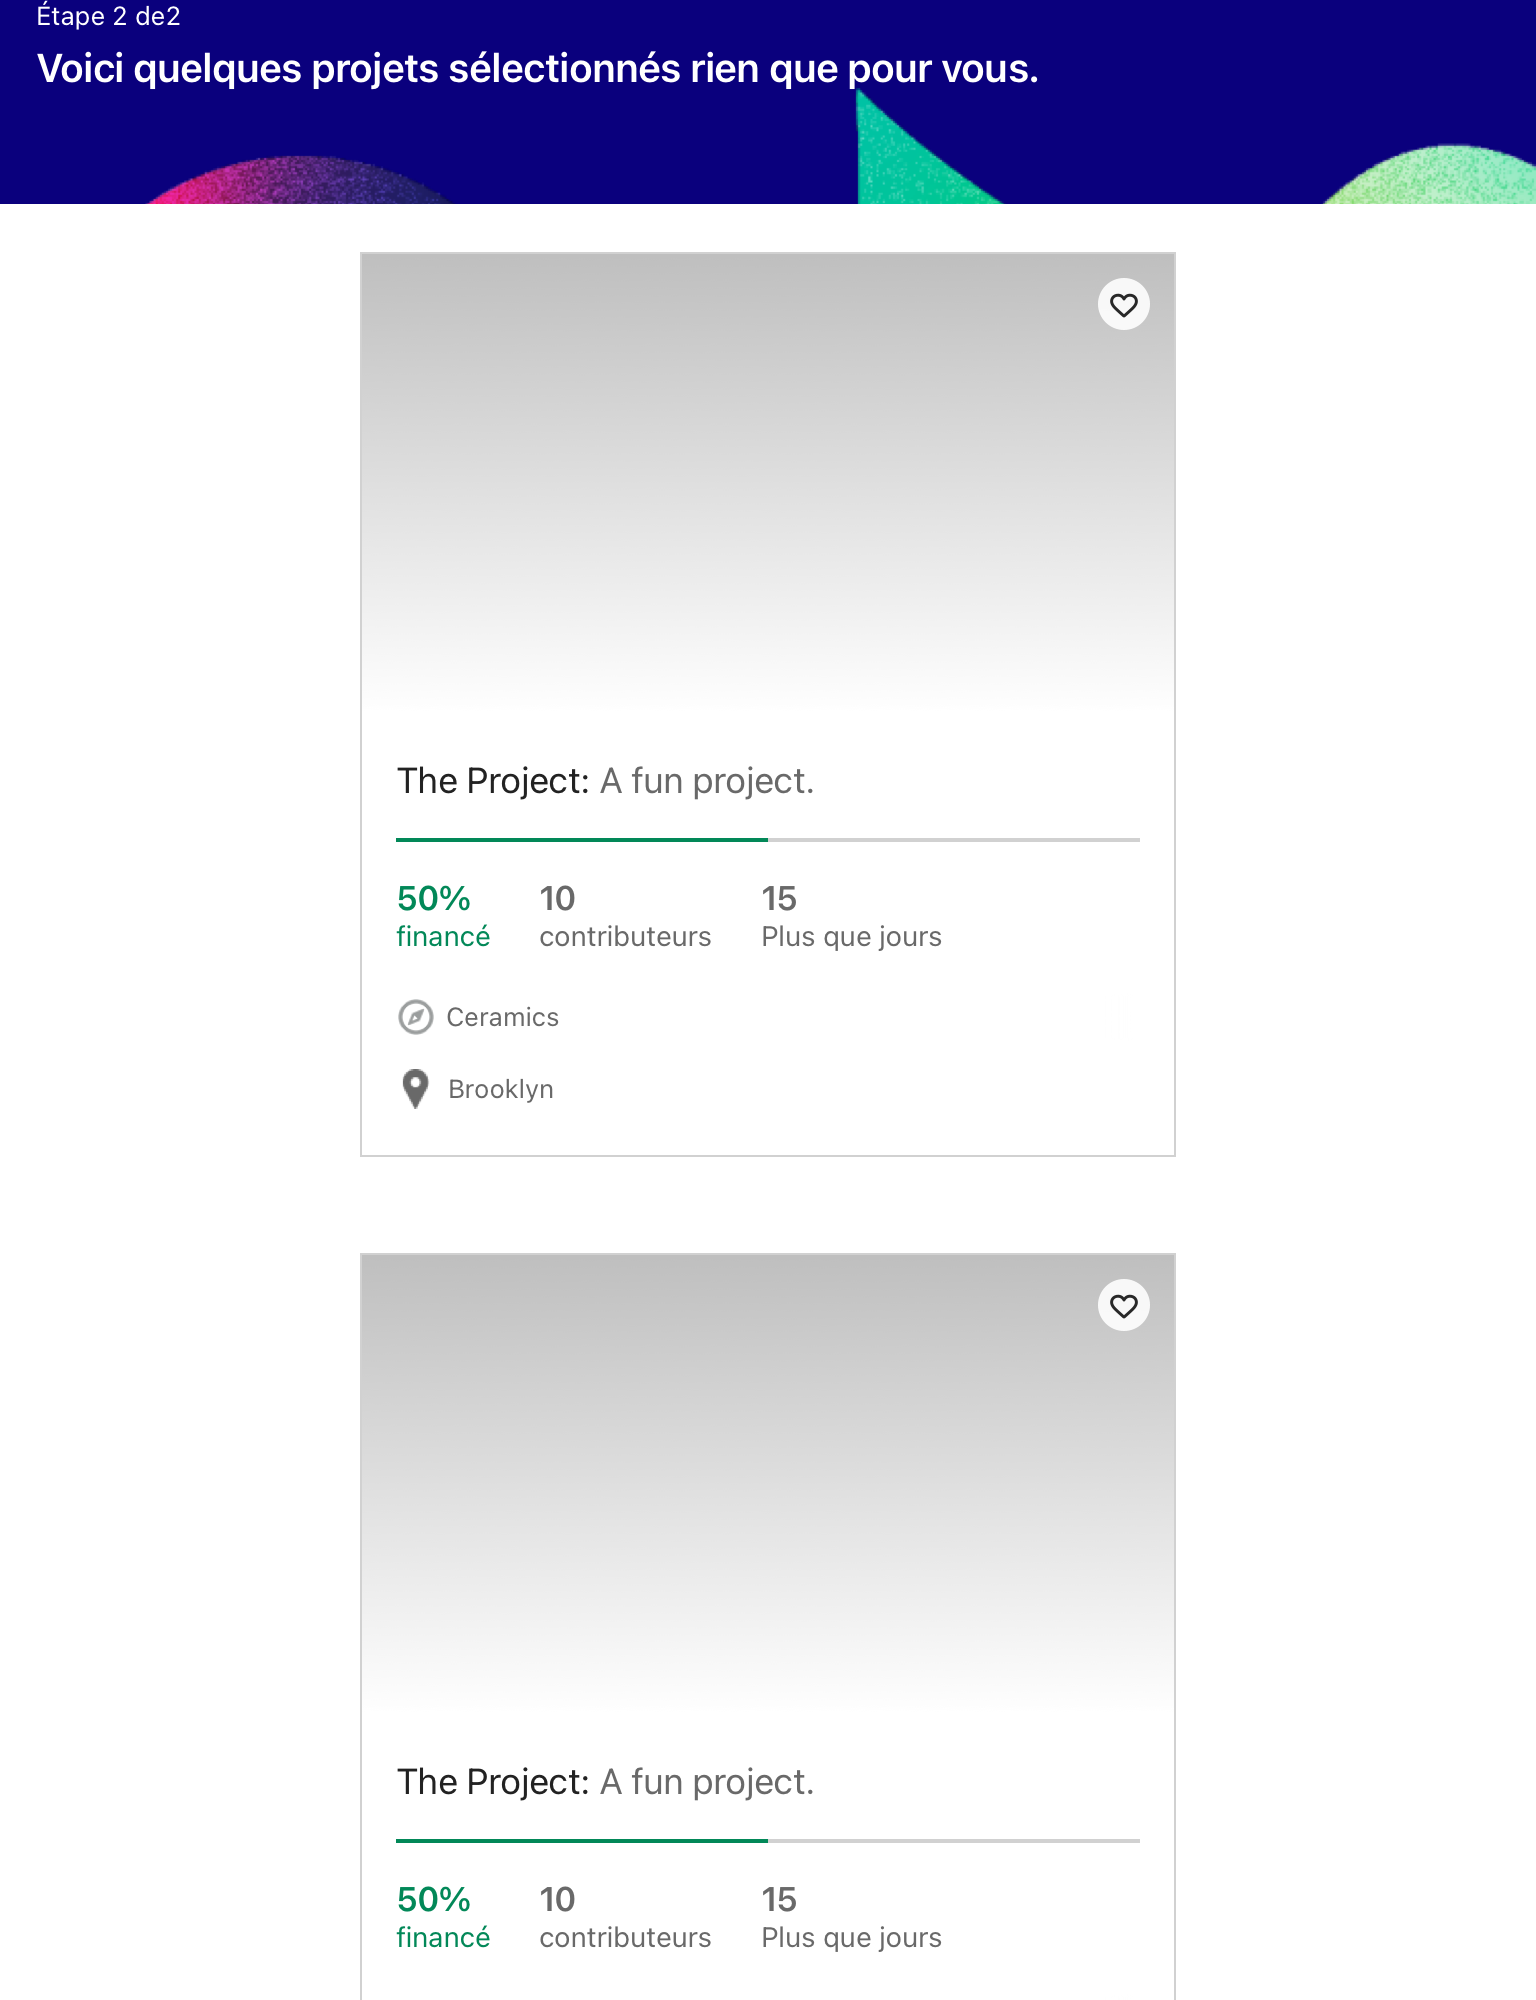 Étape 2 de2
Voici quelques projets sélectionnés rien que pour vous.
The Project: A fun project.
50% 10 15
financé contributeurs Plus que jours
Ceramics
Brooklyn
The Project: A fun project.
50% 10 15
financé contributeurs Plus que jours